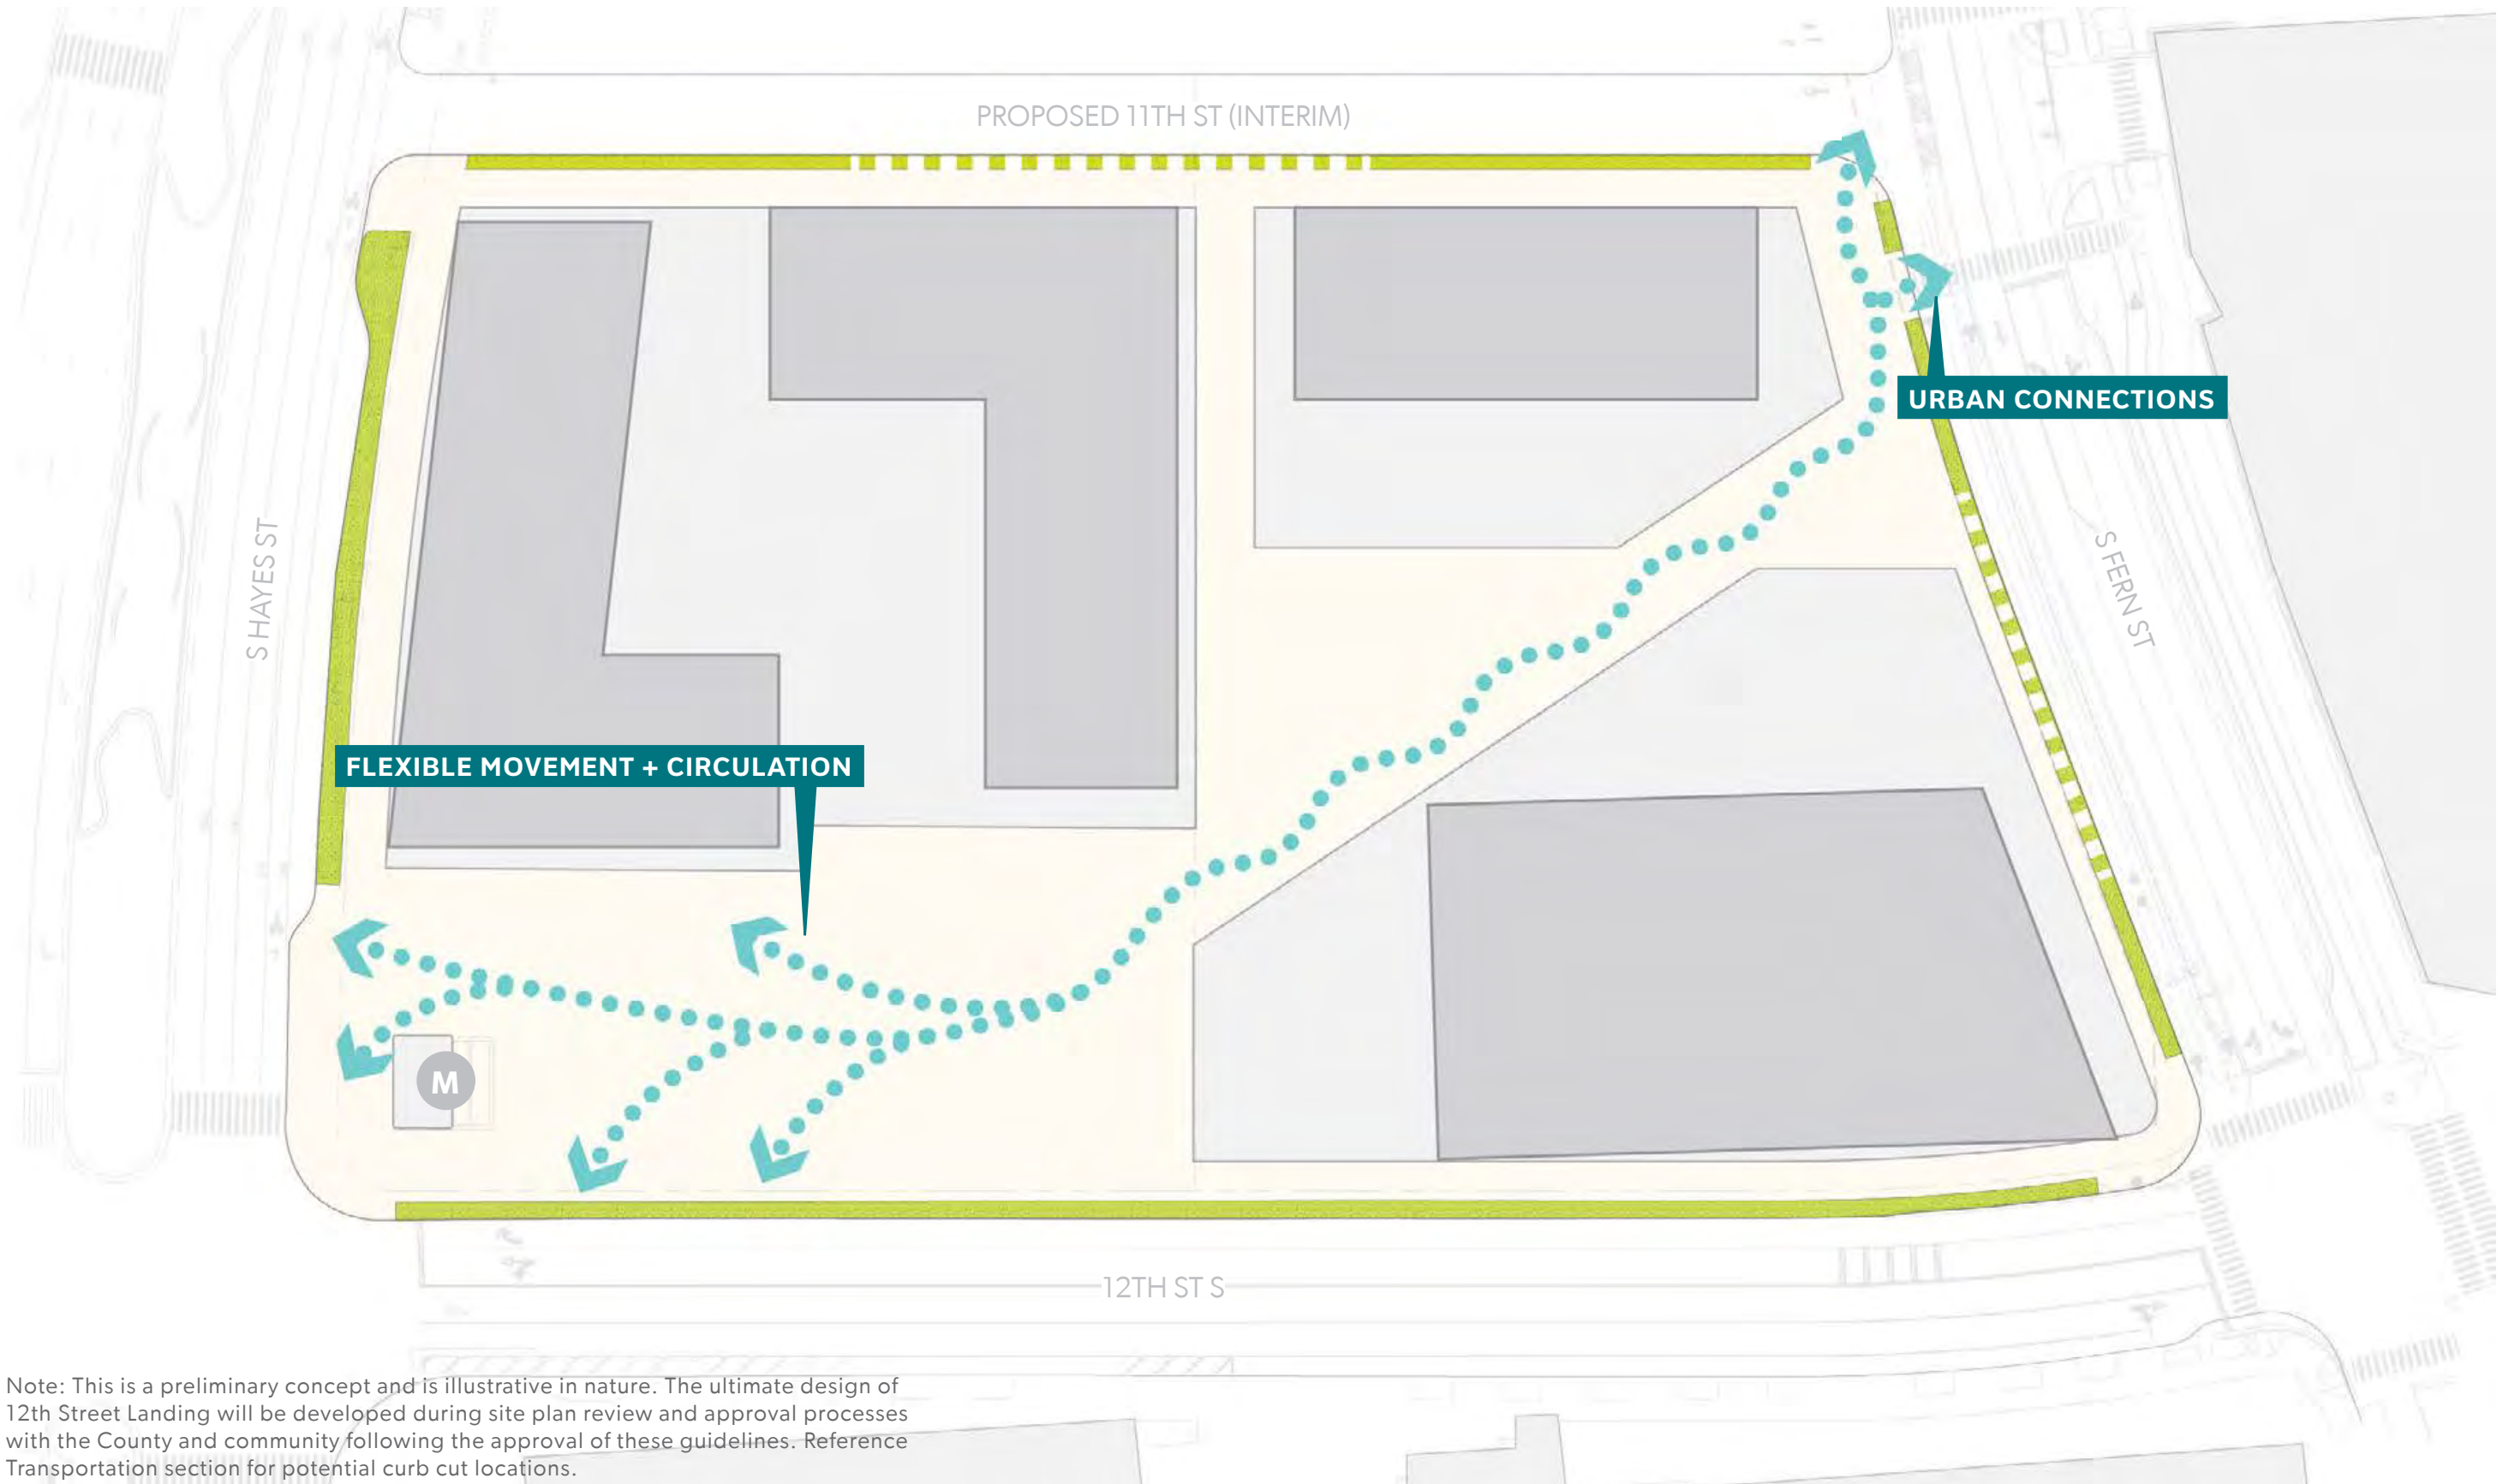 PROPOSED 11TH ST (INTERIM)
URBAN CONNECTIONS
S HAYES ST
S FERN ST
FLEXIBLE MOVEMENT + CIRCULATION
M
12TH ST S
Note: This is a preliminary concept and is illustrative in nature. The ultimate design of
12th Street Landing will be developed during site plan review and approval processes
with the County and community following the approval of these guidelines. Reference
Transportation section for potential curb cut locations.